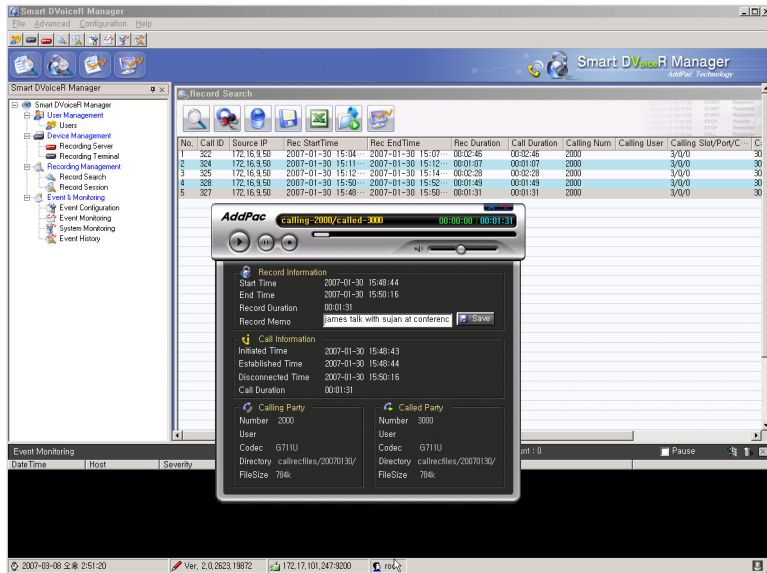 Smart DVoiceR Manager
File Advanced Configuration Help
Smart DVoiceR Manager
AddPac Technology
Smart DVoiceR Manager
Smart DVoiceR Manager
User Management
Users
Device Management
Recording Server
Recording Terminal
Recording Management
Record Search
Record Session
Event & Monitoring
Event Configuration
Event Monitoring
System Monitoring
Event History
Record Search
No, Call ID Source IP Rec StartTime Rec EndTime Rec Duration Call Duration Calling Num Calling User Calling Slot/Port/C···
1 322 172,16,9,50 2007-01-30 15:04··· 2007-01-30 15:07··· 00:02:46 00:02:46 2000 3/0/0 30
2 324 172,16,9,50 2007-01-30 15:11··· 2007-01-30 15:12··· 00:01:07 00:01:07 2000 3/0/0 30
3 325 172,16,9,50 2007-01-30 15:12··· 2007-01-30 15:14··· 00:02:28 00:02:28 2000 3/0/0 30
4 328 172,16,9,50 2007-01-30 15:50··· 2007-01-30 15:52··· 00:01:49 00:01:49 2000 3/0/0 30
5 327 172,16,9,50 2007-01-30 15:48··· 2007-01-30 15:50··· 00:01:31 00:01:31 2000 3/0/0 30
AddPac calling-2000/called-3000 00:00:00 00:01:31
Record Information
Start Time 2007-01-30 15:48:44
End Time 2007-01-30 15:50:16
Record Duration 00:01:31
Record Memo james talk with sujan at conferenc Save
Call Information
Initiated Time 2007-01-30 15:48:43
Established Time 2007-01-30 15:48:44
Disconnected Time 2007-01-30 15:50:16
Call Duration 00:01:31
Calling Party
Number 2000
User
Codec G711U
Directory callrecfiles/20070130/
FileSize 784k
Called Party
Number 3000
User
Codec G711U
Directory callrecfiles/20070130/
FileSize 784k
Event Monitoring unt : 0 Pause
DateTime Host Severity
2007-03-08 오후 2:51:20 Ver, 2,0,2623,19872 172,17,101,247:9200